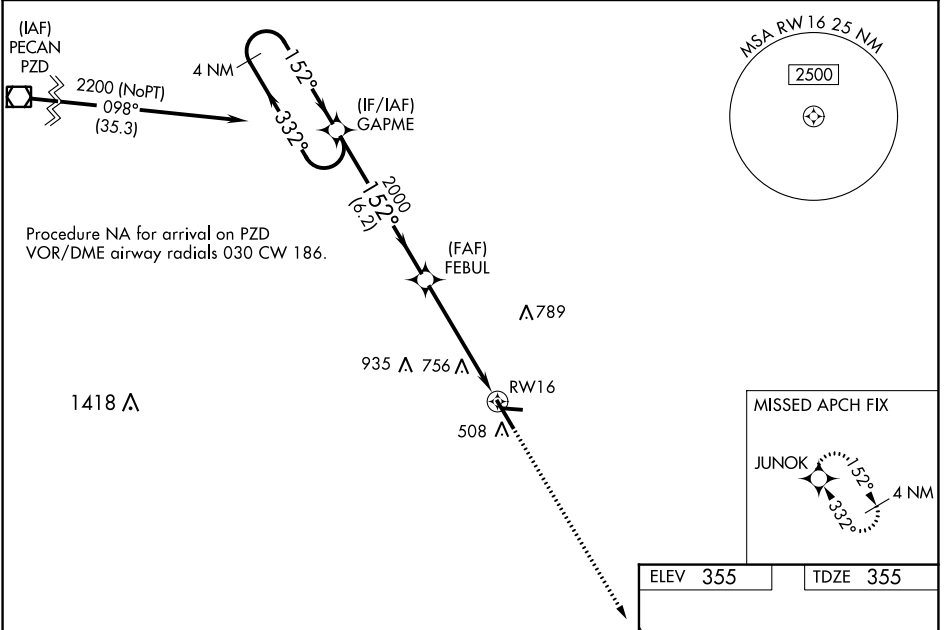 (IAF)
PECAN
PZD
2200 (NoPT)
098°
(35.3)
4 NM
152°
332°
(IF/IAF)
GAPME
2000
152°
(6.2)
MSA RW16 25 NM
2500
Procedure NA for arrival on PZD
VOR/DME airway radials 030 CW 186.
(FAF)
FEBUL
789
935
756
RW16
1418
508
MISSED APCH FIX
JUNOK
152°
332°
4 NM
ELEV 355
TDZE 355